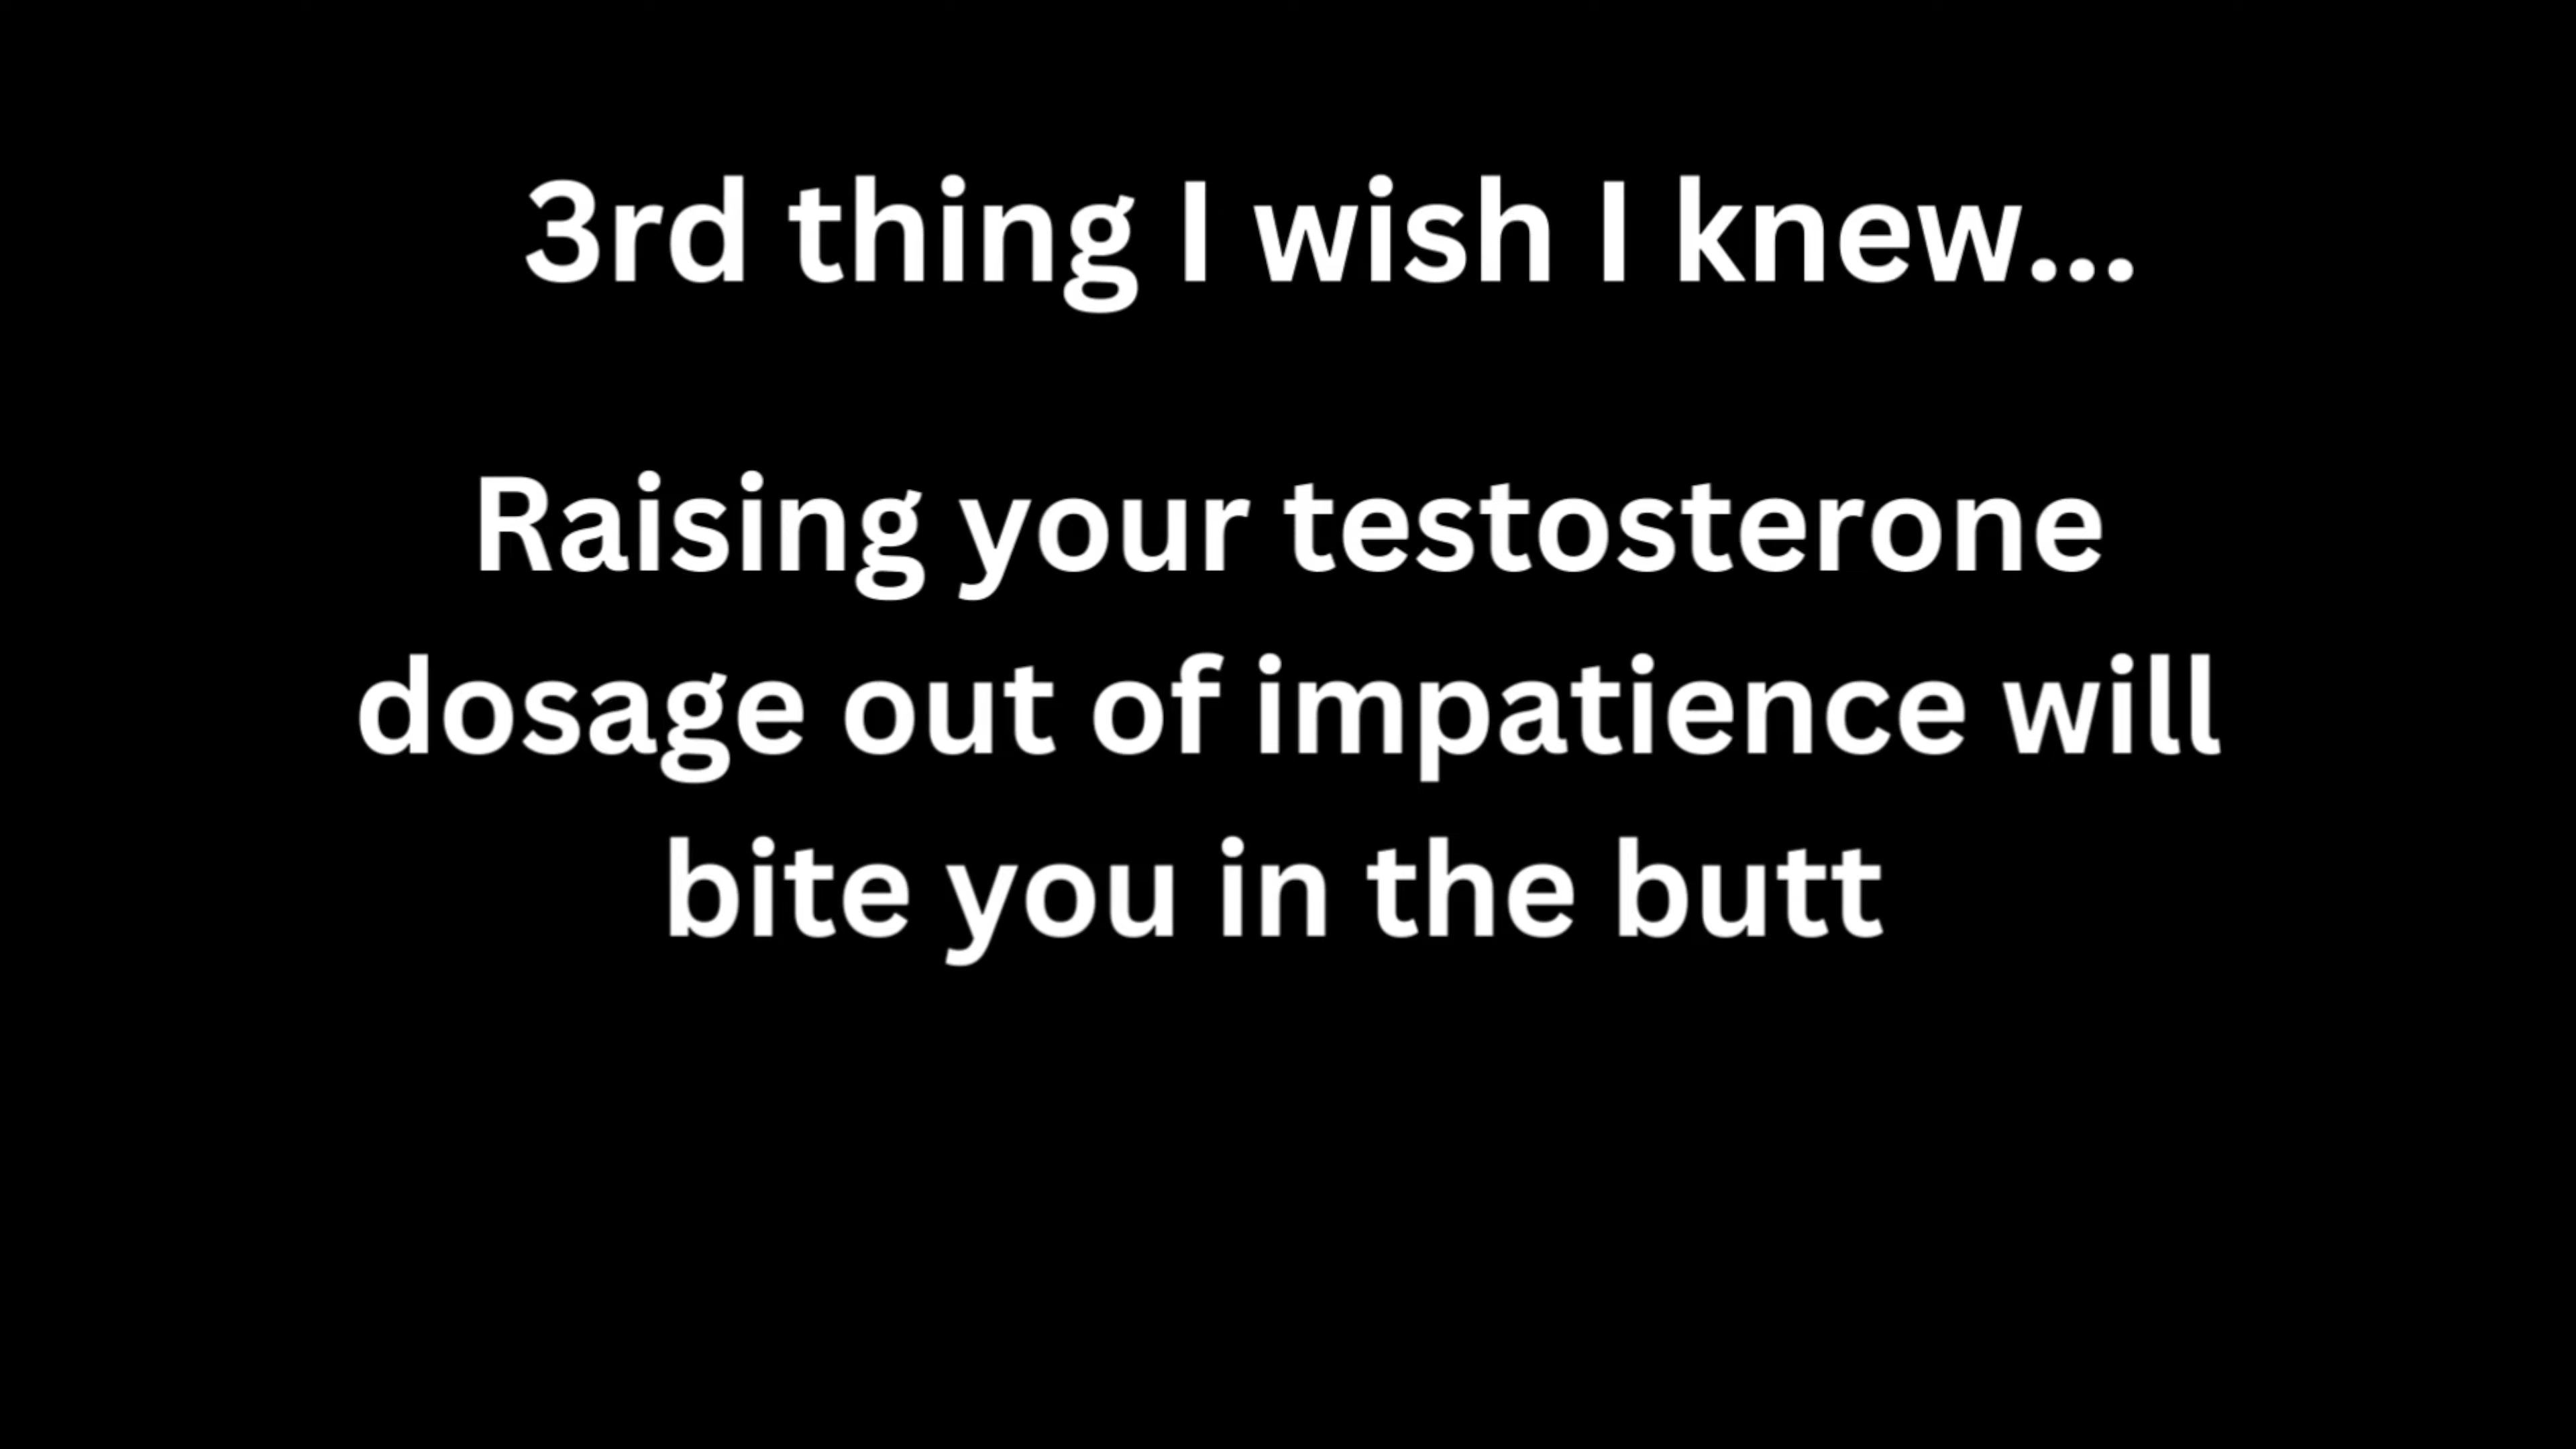 3rd thing I wish I knew...
Raising your testosterone
dosage out of impatience will
bite you in the butt